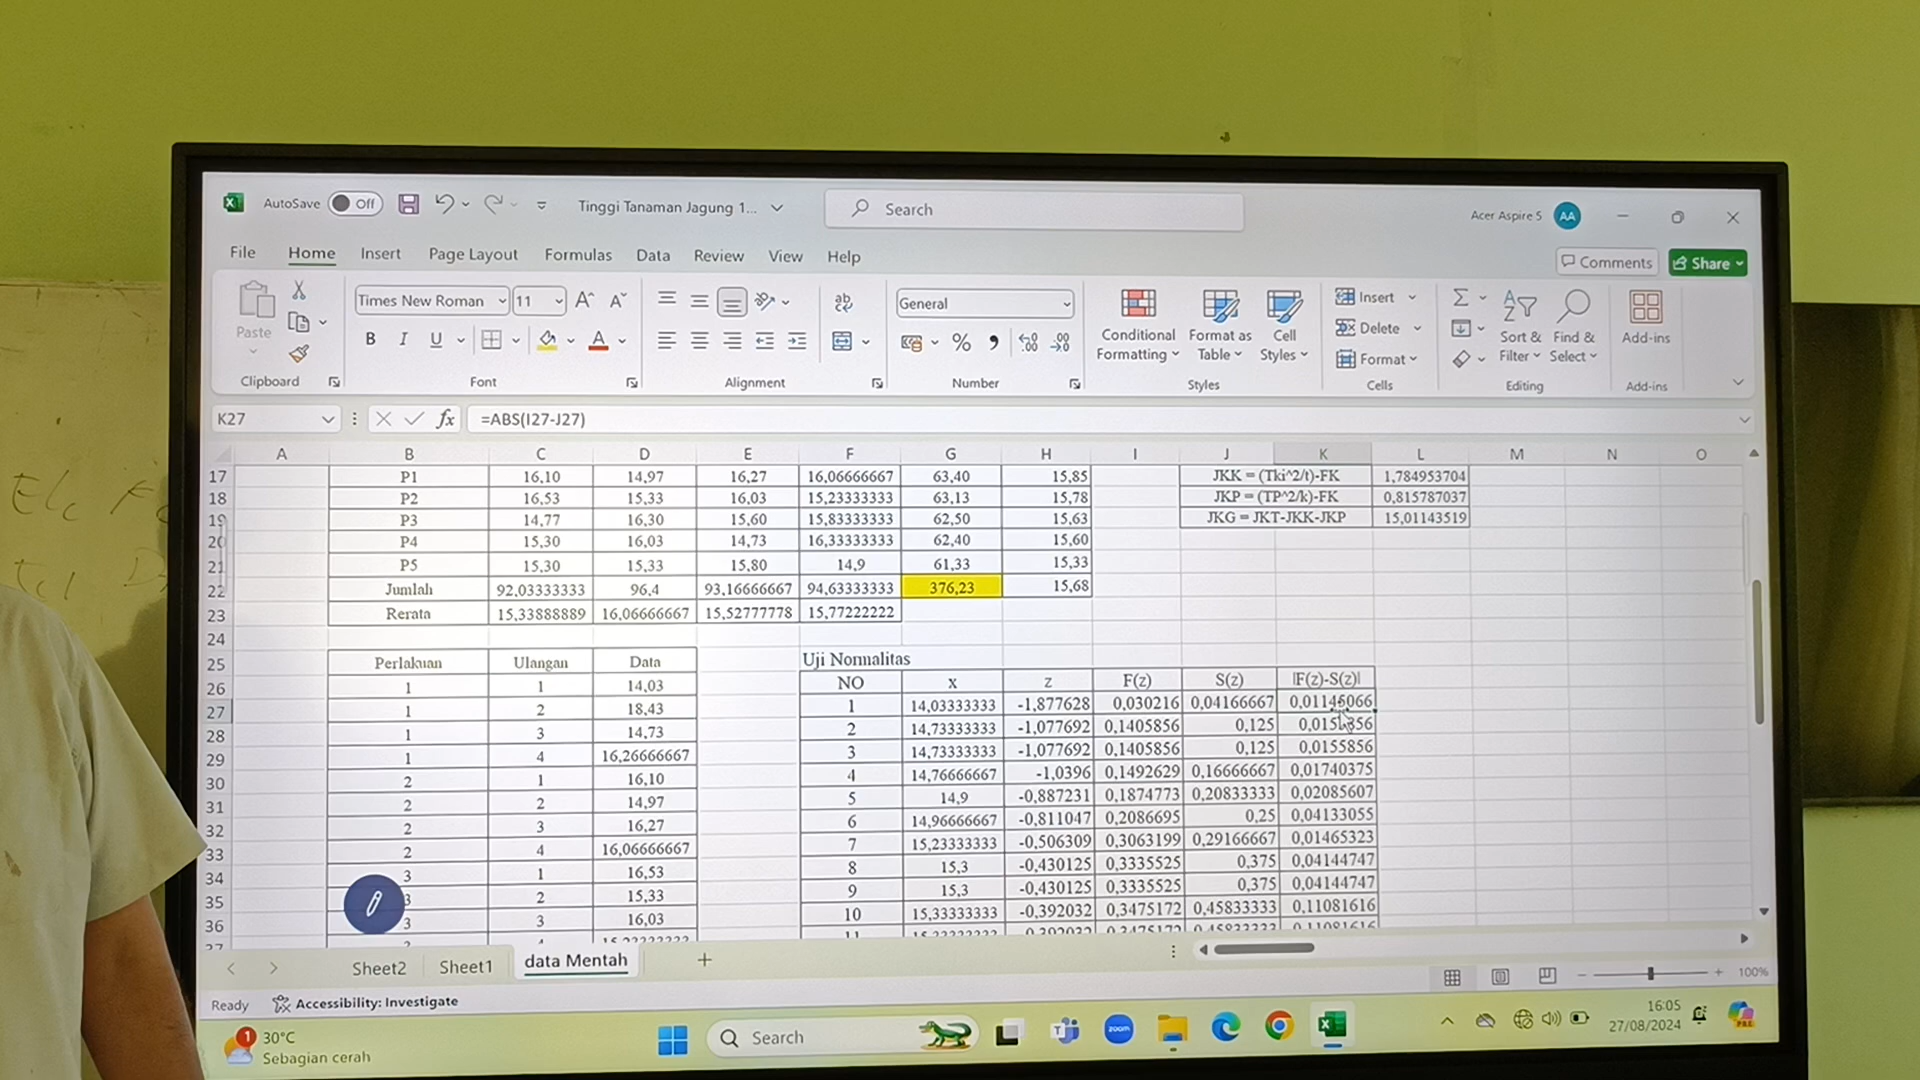 AutoSave Off Tinggi Tanaman Jagung 1... Search Acer Aspire 5 AA
File Home Insert Page Layout Formulas Data Review View Help Comments Share
Paste Times New Roman 11 General Conditional Formatting Format as Table Cell Styles Insert Delete Format Sort & Filter Find & Select Add-ins
Clipboard Font Alignment Number Styles Cells Editing Add-ins
K27 fx =ABS(I27-J27)
A B C D E F G H I J K L M N O
17 P1 16,10 14,97 16,27 16,06666667 63,40 15,85 JKK = (Tki^2/t)-FK 1,784953704
18 P2 16,53 15,33 16,03 15,23333333 63,13 15,78 JKP = (TP^2/k)-FK 0,815787037
19 P3 14,77 16,30 15,60 15,83333333 62,50 15,63 JKG = JKT-JKK-JKP 15,01143519
20 P4 15,30 16,03 14,73 16,33333333 62,40 15,60
21 P5 15,30 15,33 15,80 14,9 61,33 15,33
22 Jumlah 92,03333333 96,4 93,16666667 94,63333333 376,23 15,68
23 Rerata 15,33888889 16,06666667 15,52777778 15,77222222
24
25 Perlakuan Ulangan Data Uji Normalitas
26 1 1 14,03 NO x z F(z) S(z) |F(z)-S(z)|
27 1 2 18,43 1 14,03333333 -1,877628 0,030216 0,04166667 0,01145066
28 1 3 14,73 2 14,73333333 -1,077692 0,1405856 0,125
29 1 4 16,26666667 3 14,73333333 -1,077692 0,1405856 0,125 0,0155856
30 2 1 16,10 4 14,76666667 -1,0396 0,1492629 0,16666667 0,01740375
31 2 2 14,97 5 14,9 -0,887231 0,1874773 0,20833333 0,02085607
32 2 3 16,27 6 14,96666667 -0,811047 0,2086695 0,25 0,04133055
33 2 4 16,06666667 7 15,23333333 -0,506309 0,3063199 0,29166667 0,01465323
34 3 1 16,53 8 15,3 -0,430125 0,3335525 0,375 0,04144747
35 3 2 15,33 9 15,3 -0,430125 0,3335525 0,375 0,04144747
36 3 3 16,03 10 15,33333333 -0,392032 0,3475172 0,45833333 0,11081616
Sheet2 Sheet1 data Mentah
Ready Accessibility: Investigate 100%
1 30°C Sebagian cerah Search zoom 16:05 27/08/2024 PRE